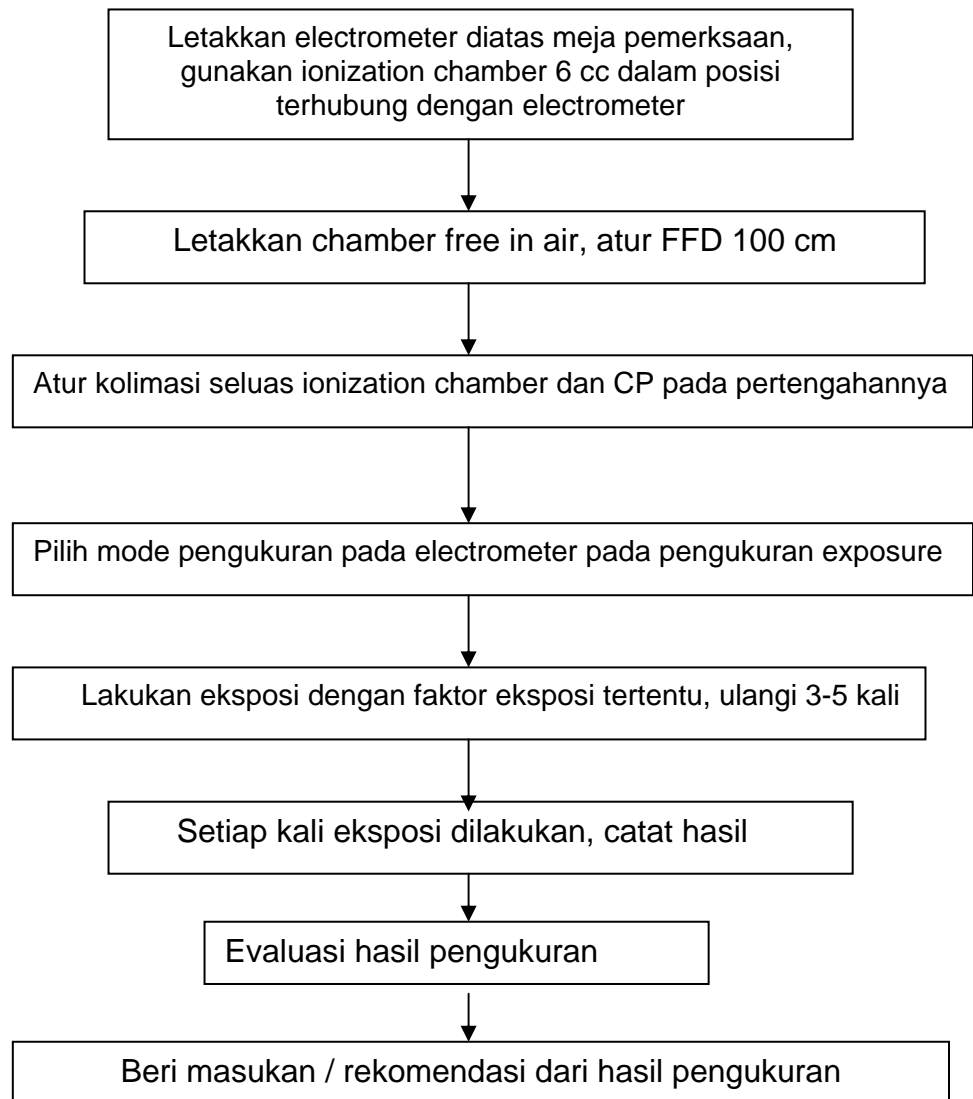 Letakkan electrometer diatas meja pemerksaan,
gunakan ionization chamber 6 cc dalam posisi
terhubung dengan electrometer
Letakkan chamber free in air, atur FFD 100 cm
Atur kolimasi seluas ionization chamber dan CP pada pertengahannya
Pilih mode pengukuran pada electrometer pada pengukuran exposure
Lakukan eksposi dengan faktor eksposi tertentu, ulangi 3-5 kali
Setiap kali eksposi dilakukan, catat hasil
Evaluasi hasil pengukuran
Beri masukan / rekomendasi dari hasil pengukuran